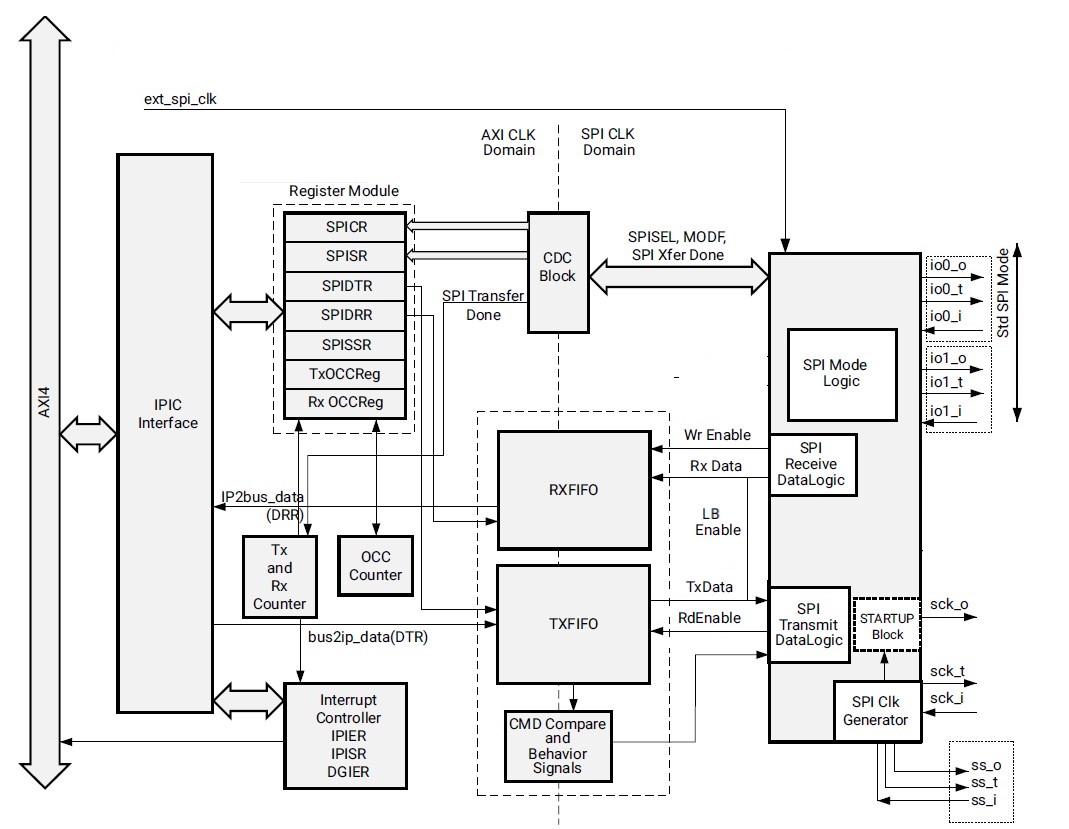 ext_spi_clk
AXI CLK
Domain
SPI CLK
Domain
Register Module
SPICR
SPISR
SPIDTR
SPIDRR
SPISSR
TxOCCReg
Rx OCCReg
CDC
Block
SPISEL, MODF,
SPI Xfer Done
SPI Transfer
Done
AXI4
IPIC
Interface
IP2bus_data
(DRR)
Tx
and
Rx
Counter
OCC
Counter
bus2ip_data(DTR)
Interrupt
Controller
IPIER
IPISR
DGIER
RXFIFO
TXFIFO
CMD Compare
and
Behavior
Signals
Wr Enable
Rx Data
LB
Enable
TxData
RdEnable
SPI Mode
Logic
SPI
Receive
DataLogic
SPI
Transmit
DataLogic
STARTUP
Block
SPI Clk
Generator
io0_o
io0_t
io0_i
io1_o
io1_t
io1_i
Std SPI Mode
sck_o
sck_t
sck_i
ss_o
ss_t
ss_i